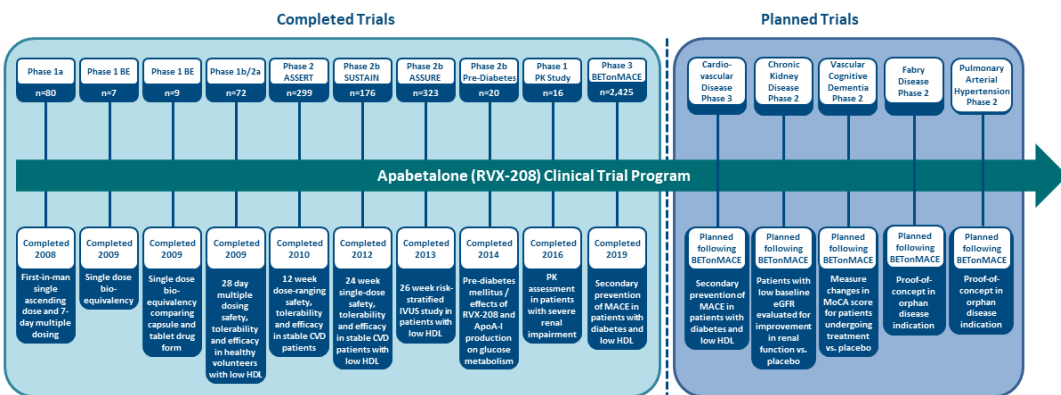 Completed Trials
Planned Trials
Phase 1a
n=80
Phase 1 BE
n=7
Phase 1 BE
n=9
Phase 1b/2a
n=72
Phase 2
ASSERT
n=299
Phase 2b
SUSTAIN
n=176
Phase 2b
ASSURE
n=323
Phase 2b
Pre-Diabetes
n=20
Phase 1
PK Study
n=16
Phase 3
BETonMACE
n=2,425
Cardio-
vascular
Disease
Phase 3
Chronic
Kidney
Disease
Phase 2
Vascular
Cognitive
Dementia
Phase 2
Fabry
Disease
Phase 2
Pulmonary
Arterial
Hypertension
Phase 2
Apabetalone (RVX-208) Clinical Trial Program
Completed
2008
First-in-man
single
ascending
dose and 7-
day multiple
dosing
Completed
2009
Single dose
bio-
equivalency
Completed
2009
Single dose
bio-
equivalency
comparing
capsule and
tablet drug
form
Completed
2009
28 day
multiple
dosing
safety,
tolerability
and efficacy
in healthy
volunteers
with low HDL
Completed
2010
12 week
dose-ranging
safety,
tolerability
and efficacy
in stable CVD
patients
Completed
2012
24 week
single-dose
safety,
tolerability
and efficacy
in stable CVD
patients with
low HDL
Completed
2013
26 week risk-
stratified
IVUS study in
patients with
low HDL
Completed
2014
Pre-diabetes
mellitus /
effects of
RVX-208 and
ApoA-I
production
on glucose
metabolism
Completed
2016
PK
assessment
in patients
with severe
renal
impairment
Completed
2019
Secondary
prevention
of MACE in
patients with
diabetes and
low HDL
Planned
following
BETonMACE
Secondary
prevention of
MACE in
patients with
diabetes and
low HDL
Planned
following
BETonMACE
Patients with
low baseline
eGFR
evaluated for
improvement
in renal
function vs.
placebo
Planned
following
BETonMACE
Measure
changes in
MoCA score
for patients
undergoing
treatment
vs. placebo
Planned
following
BETonMACE
Proof-of-
concept in
orphan
disease
indication
Planned
following
BETonMACE
Proof-of-
concept in
orphan
disease
indication